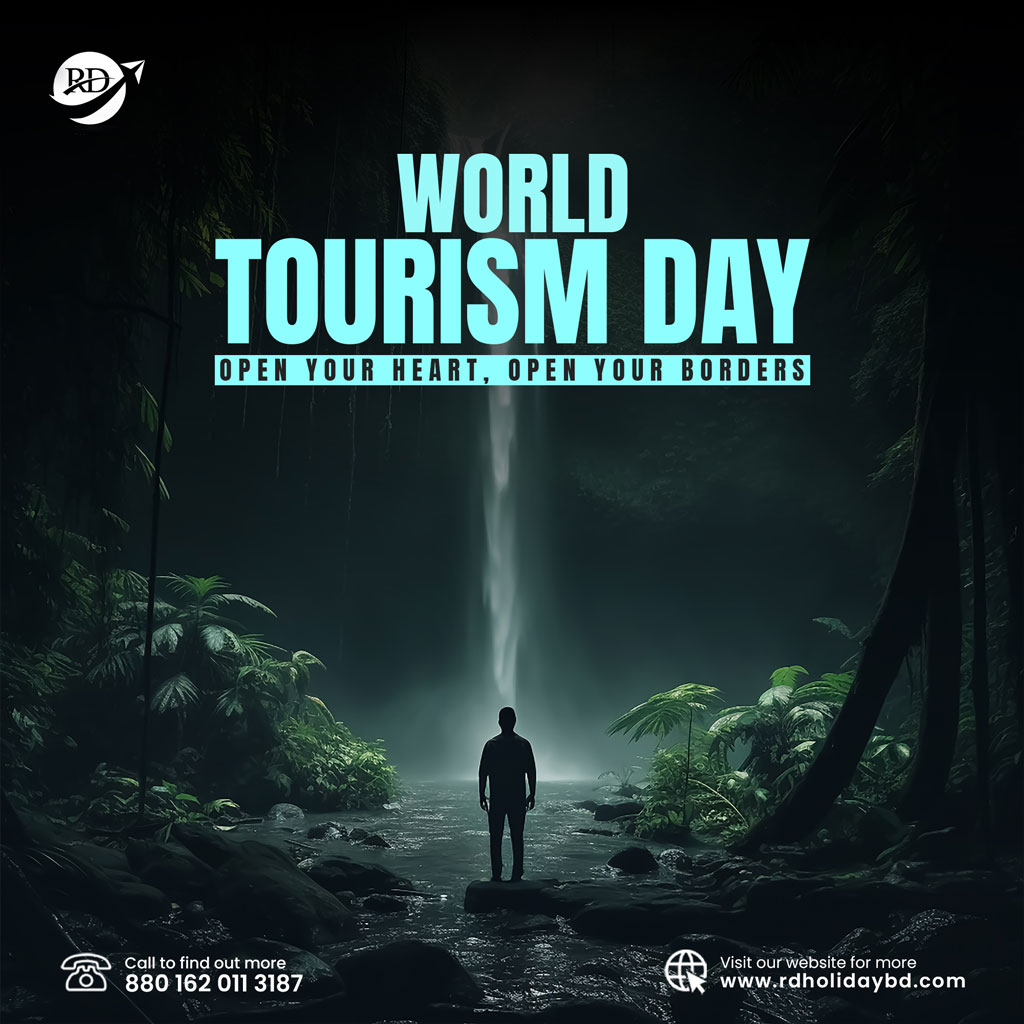 RD
WORLD
TOURISM DAY
OPEN YOUR HEART, OPEN YOUR BORDERS
Call to find out more
880 162 011 3187
Visit our website for more
www.rdholidaybd.com